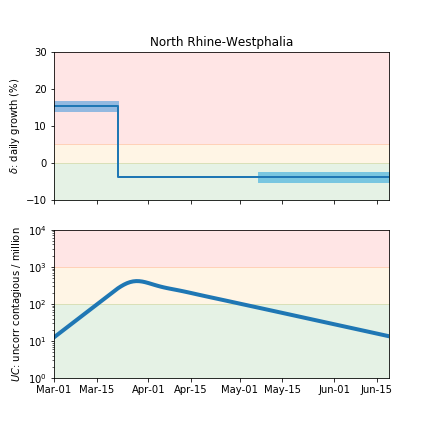 North Rhine-Westphalia
δ: daily growth (%)
30
20
10
0
−10
UC: uncorr contagious / million
10⁴
10³
10²
10¹
10⁰
Mar-01 Mar-15 Apr-01 Apr-15 May-01 May-15 Jun-01 Jun-15